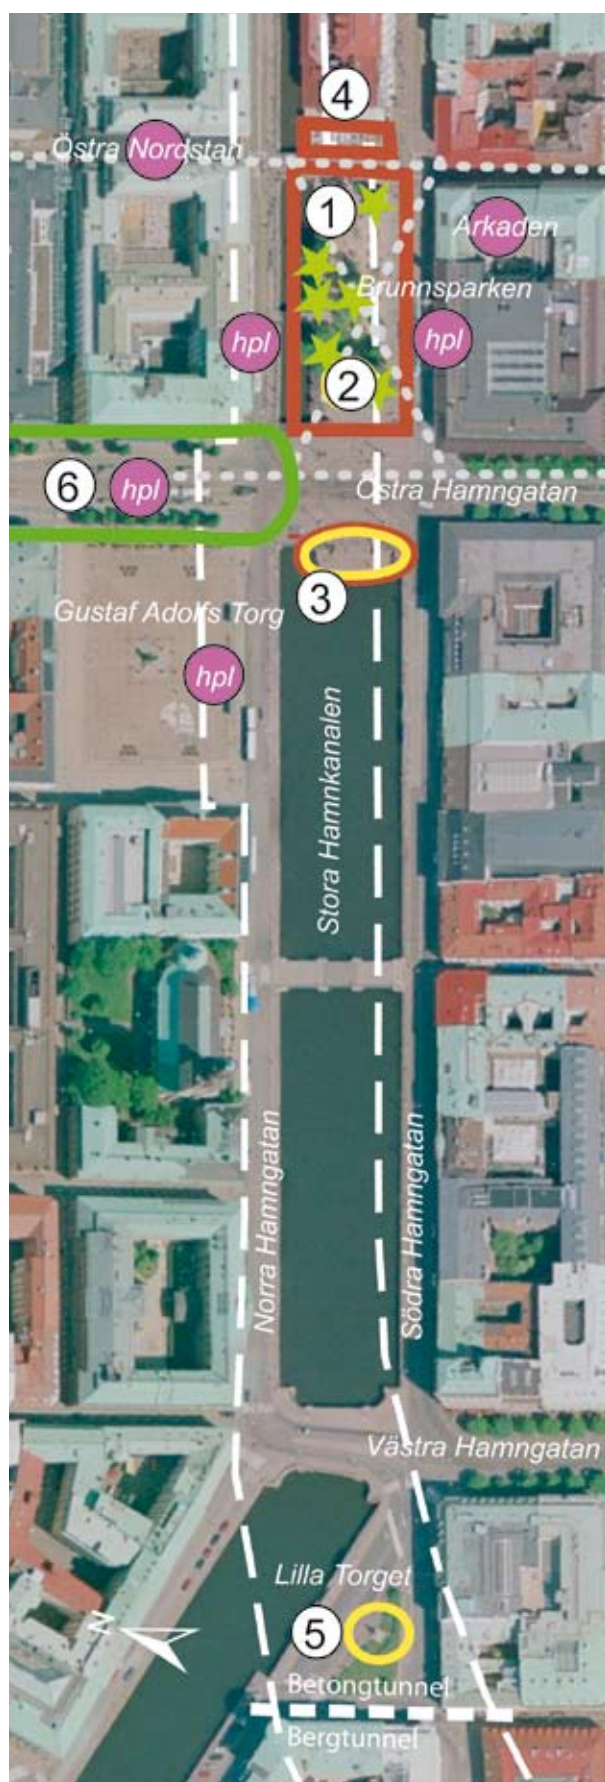 4
Östra Nordstan
1
Arkaden
Brunnsparken
hpl
hpl
2
6
hpl
Östra Hamngatan
3
Gustaf Adolfs Torg
hpl
Stora Hamnkanalen
Norra Hamngatan
Södra Hamngatan
Västra Hamngatan
Lilla Torget
N
5
Betongtunnel
Bergtunnel